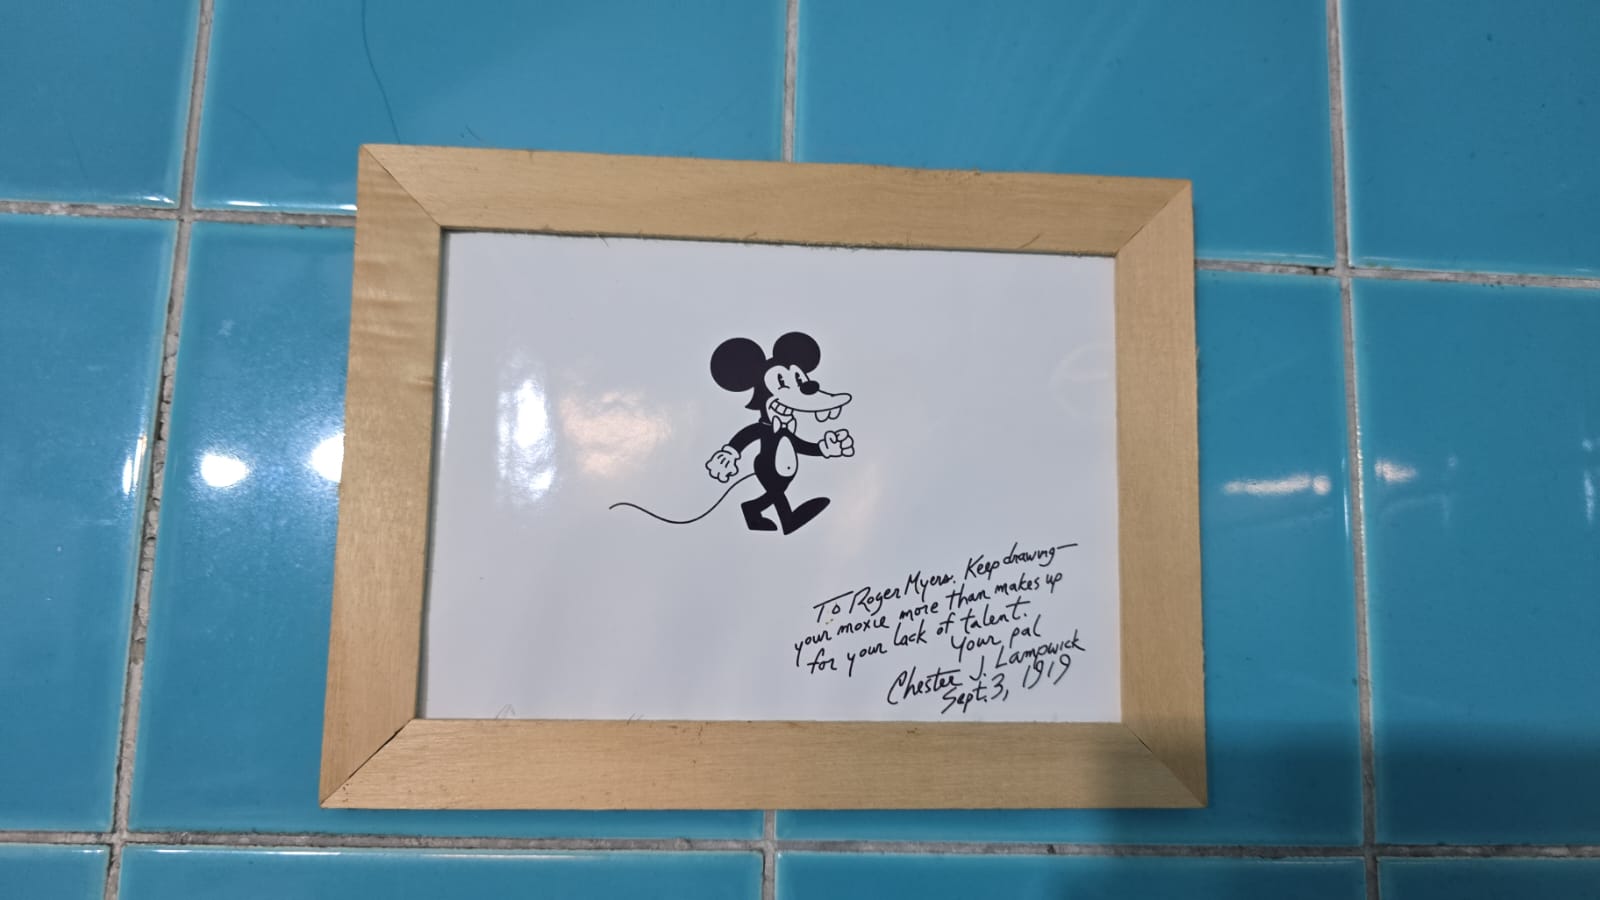 To Roger Myers. Keep drawing—
your moxie more than makes up
for your lack of talent.
Your pal
Chester J. Lampwick
Sept. 3, 1919